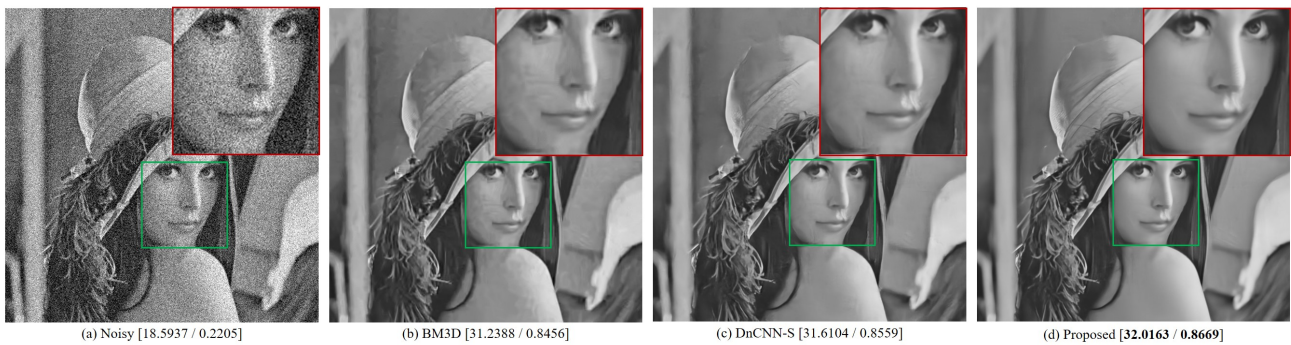 (a) Noisy [18.5937 / 0.2205]
(b) BM3D [31.2388 / 0.8456]
(c) DnCNN-S [31.6104 / 0.8559]
(d) Proposed [32.0163 / 0.8669]